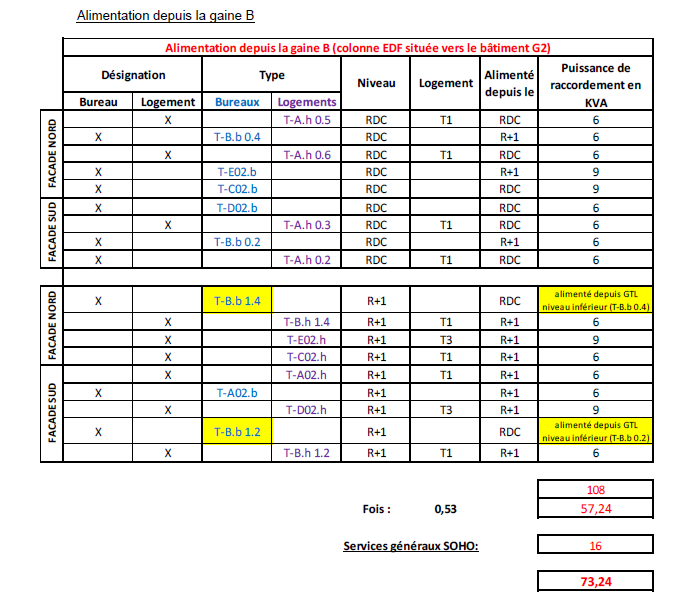 Alimentation depuis la gaine B
Alimentation depuis la gaine B (colonne EDF située vers le bâtiment G2)
Désignation Type Niveau Logement Alimenté depuis le Puissance de raccordement en KVA
Bureau Logement Bureaux Logements
FACADE NORD
X T-A.h 0.5 RDC T1 RDC 6
X T-B.b 0.4 RDC R+1 6
X T-A.h 0.6 RDC T1 RDC 6
X T-E02.b RDC R+1 9
X T-C02.b RDC RDC 9
FACADE SUD
X T-D02.b RDC RDC 6
X T-A.h 0.3 RDC T1 RDC 6
X T-B.b 0.2 RDC R+1 6
X T-A.h 0.2 RDC T1 RDC 6
FACADE NORD
X T-B.b 1.4 R+1 RDC alimenté depuis GTL niveau inférieur (T-B.b 0.4)
X T-B.h 1.4 R+1 T1 R+1 6
X T-E02.h R+1 T3 R+1 9
X T-C02.h R+1 T1 R+1 6
FACADE SUD
X T-A02.h R+1 T1 R+1 6
X T-A02.b R+1 R+1 6
X T-D02.h R+1 T3 R+1 9
X T-B.b 1.2 R+1 RDC alimenté depuis GTL niveau inférieur (T-B.b 0.2)
X T-B.h 1.2 R+1 T1 R+1 6
108
Fois : 0,53 57,24
Services généraux SOHO: 16
73,24